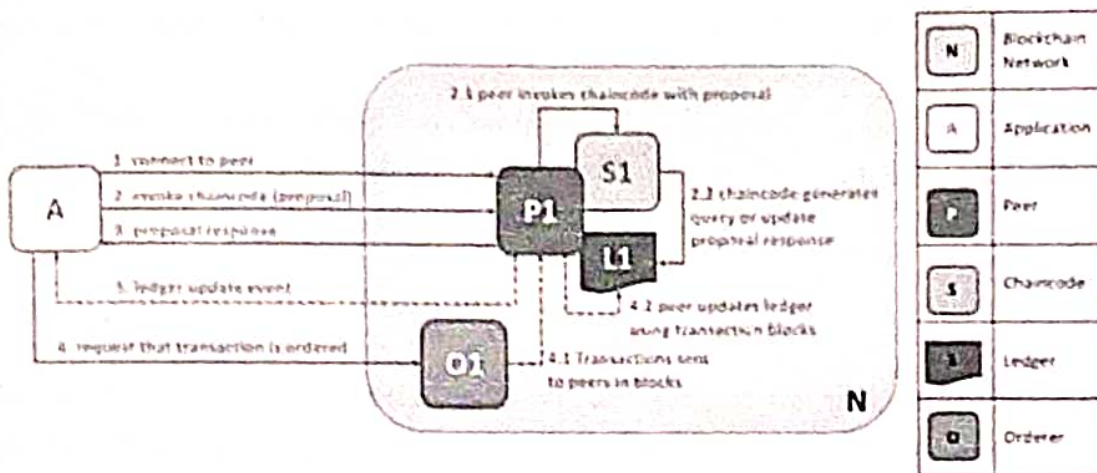 2.1 peer invokes chaincode with proposal
1. connect to peer
2. invoke chaincode (proposal)
3. proposal response
A
P1
S1
2.2 chaincode generates
query or update
proposal response
L1
5. ledger update event
4.2 peer updates ledger
using transaction blocks
4. request that transaction is ordered
O1
4.1 Transactions sent
to peers in blocks
N
N
Blockchain
Network
A
Application
P
Peer
S
Chaincode
Ledger
O
Orderer